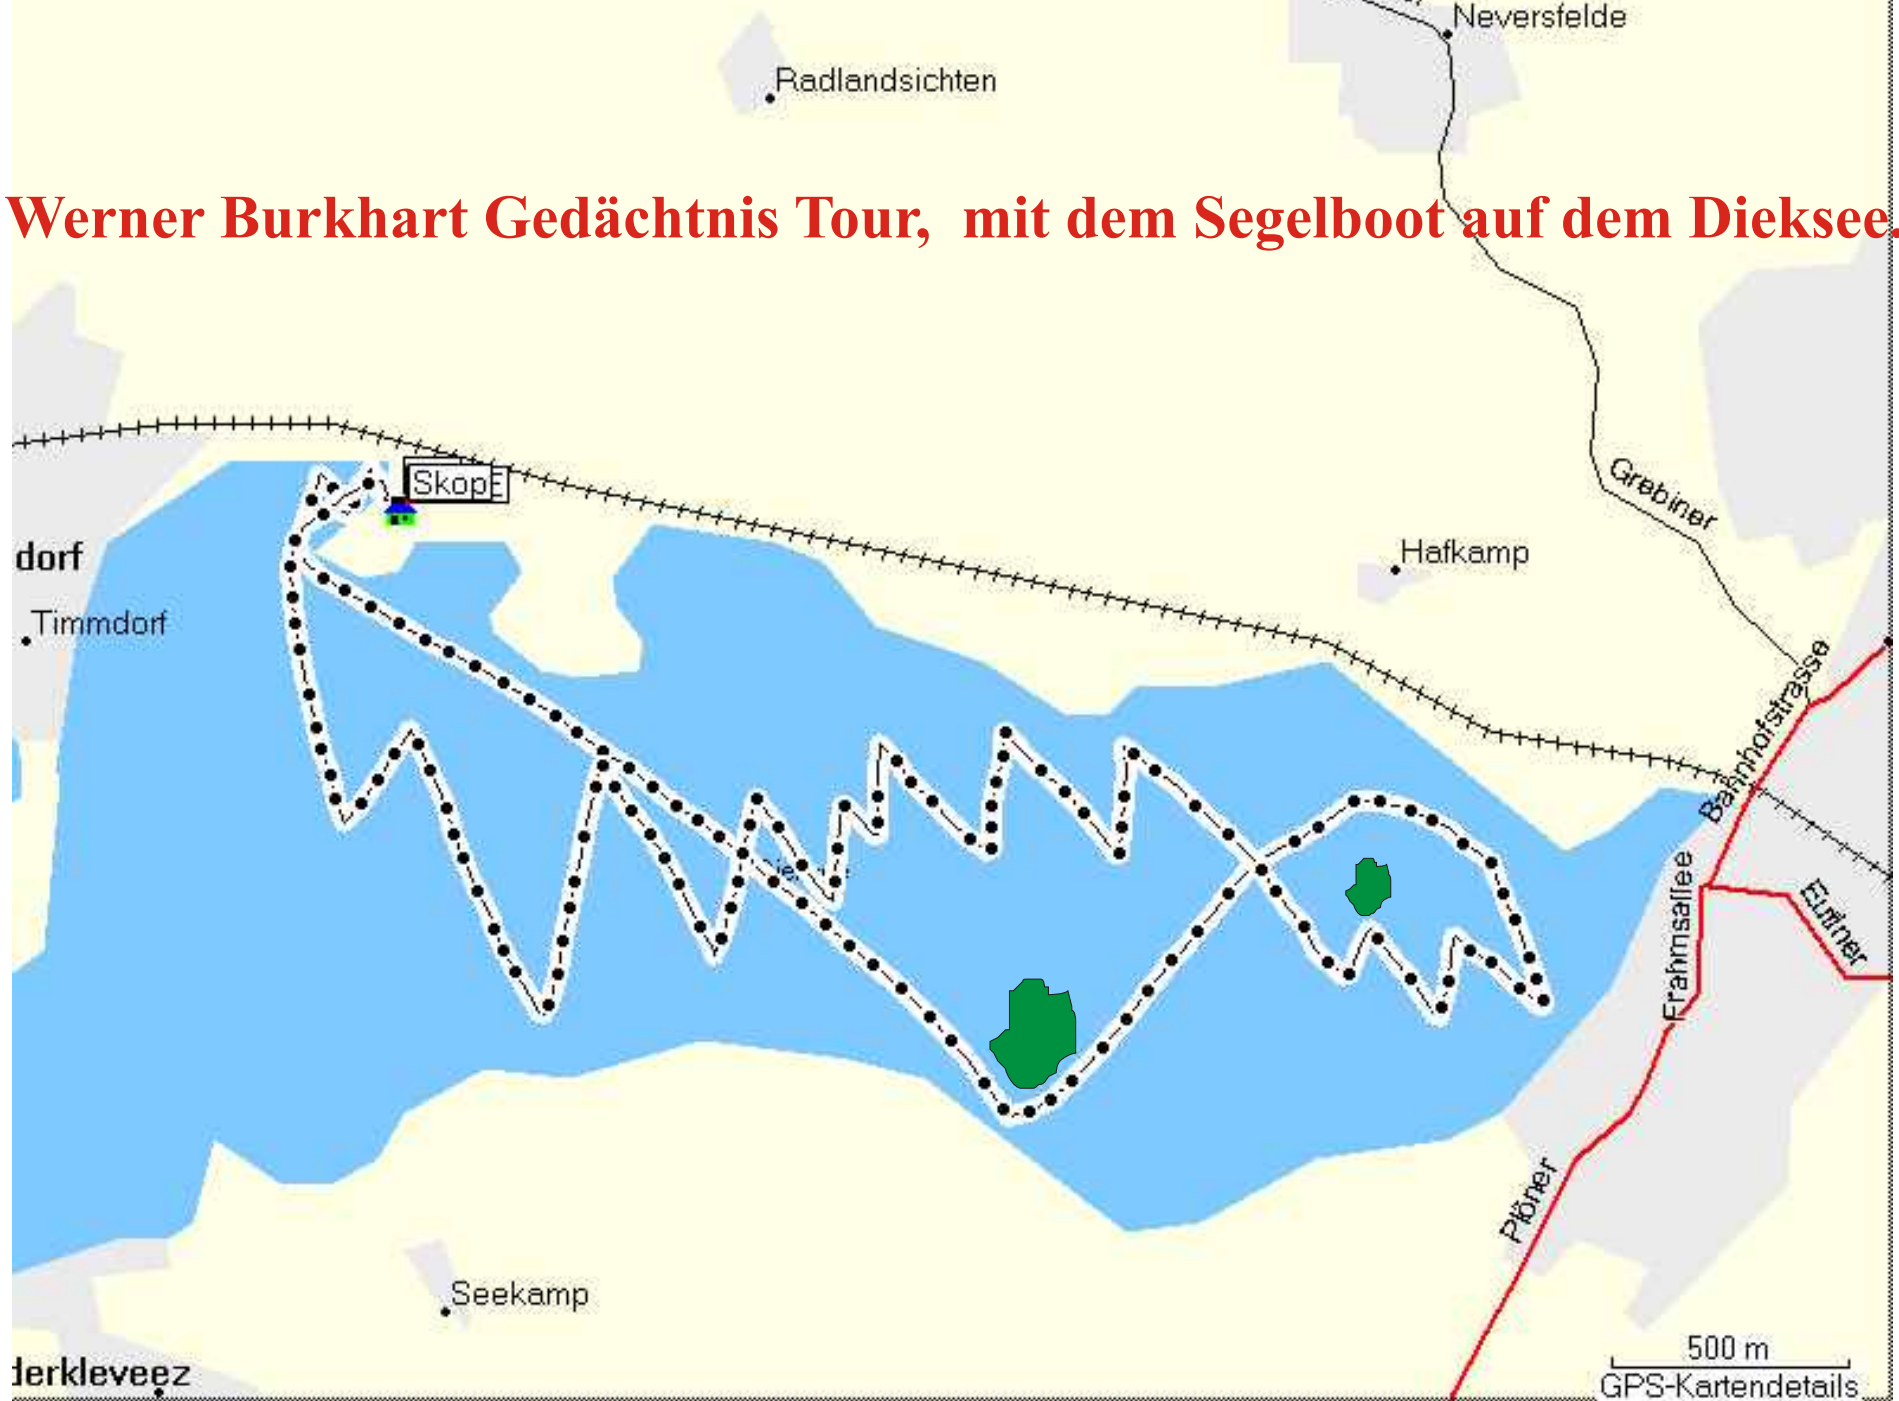 Neversfelde
Radlandsichten
Werner Burkhart Gedächtnis Tour, mit dem Segelboot auf dem Dieksee.
Skop
Grebiner
dorf
Hafkamp
Timmdorf
Bahnhofstrasse
Frahmsallee
Eutiner
Plöner
Seekamp
500 m
derkleveez
GPS-Kartendetails